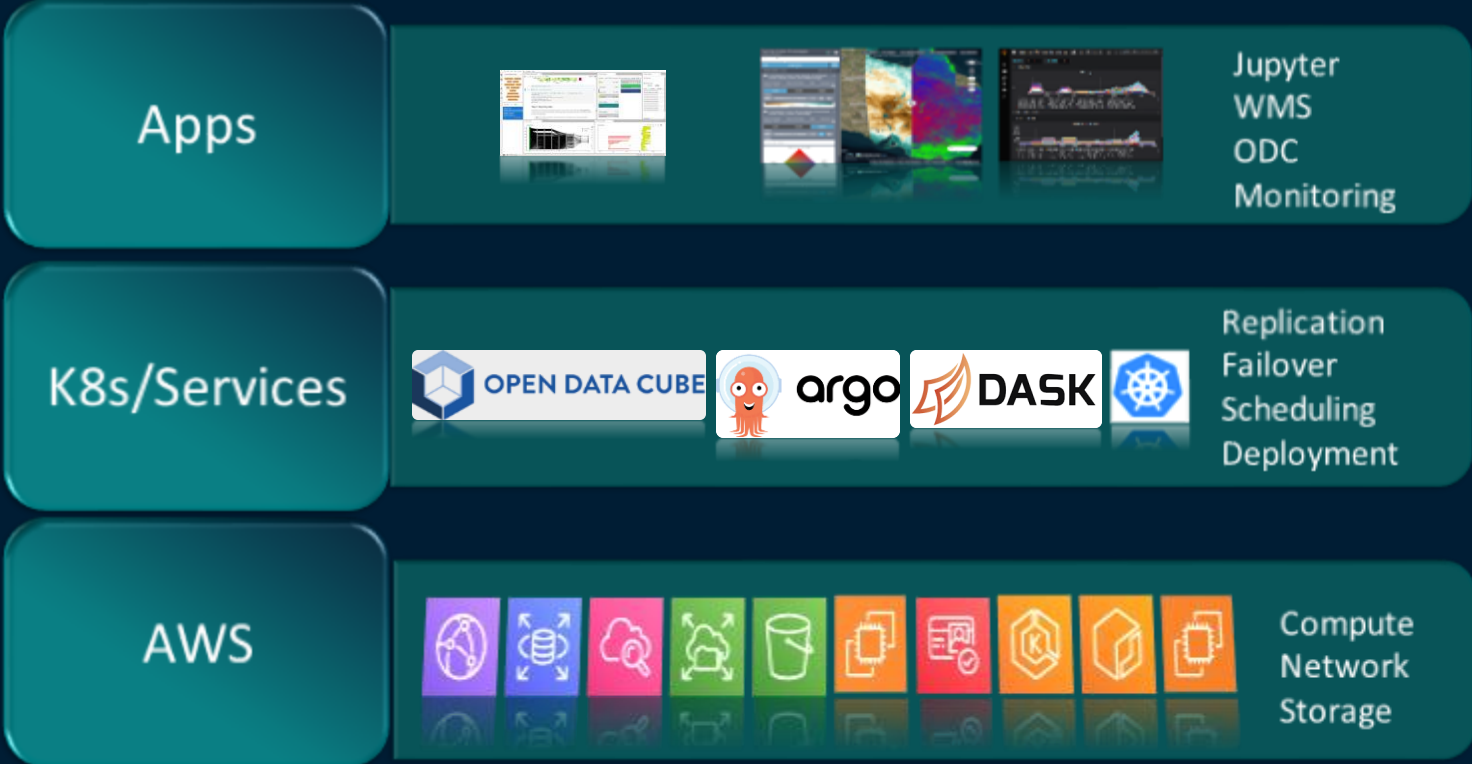 Apps
Jupyter
WMS
ODC
Monitoring
K8s/Services
OPEN DATA CUBE
argo
DASK
Replication
Failover
Scheduling
Deployment
AWS
K
Compute
Network
Storage